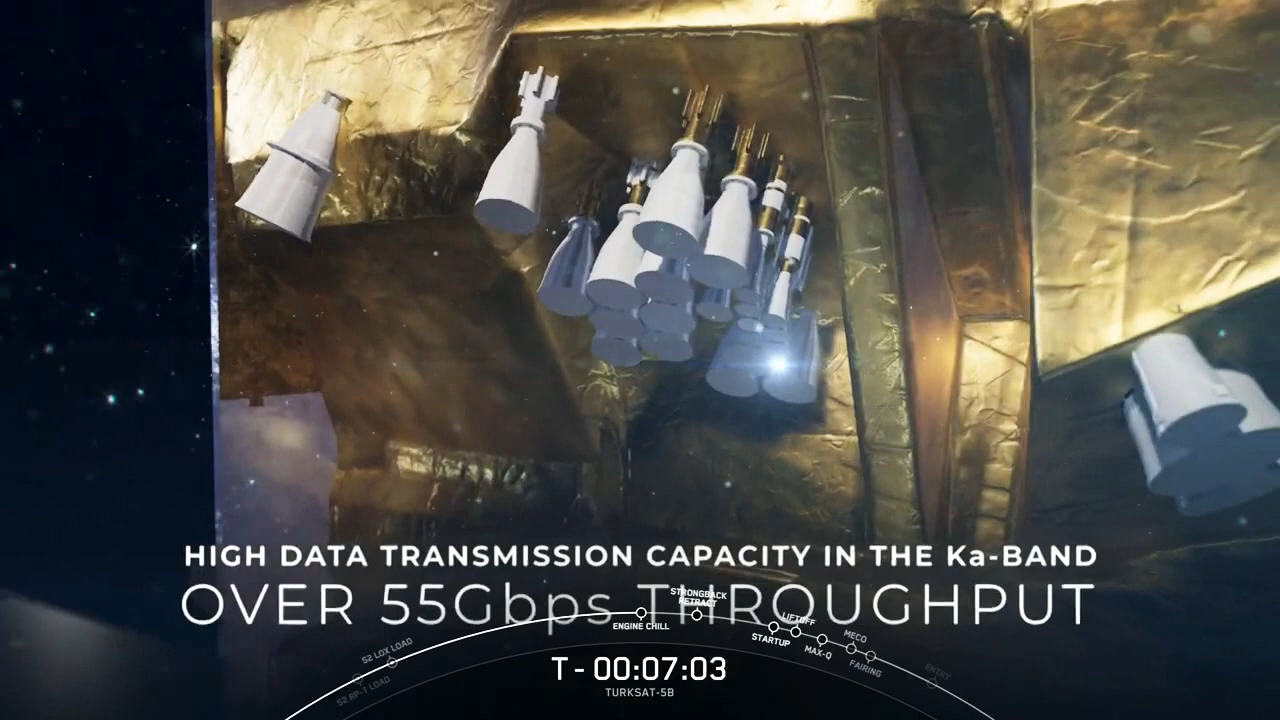 HIGH DATA TRANSMISSION CAPACITY IN THE Ka-BAND
OVER 55Gbps THROUGHPUT
STRONGBACK
RETRACT
ENGINE CHILL
LIFTOFF
STARTUP
MAX-Q
MECO
FAIRING
ENTRY
S2 LOX LOAD
S2 RP-1 LOAD
T- 00:07:03
TURKSAT-5B